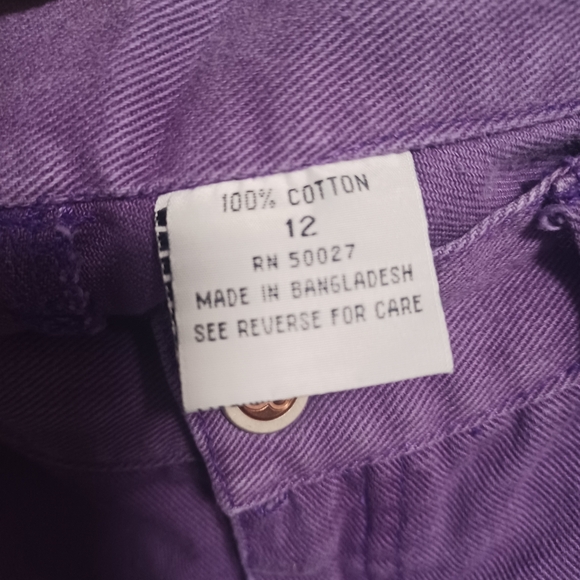 100% COTTON
12
RN 50027
MADE IN BANGLADESH
SEE REVERSE FOR CARE